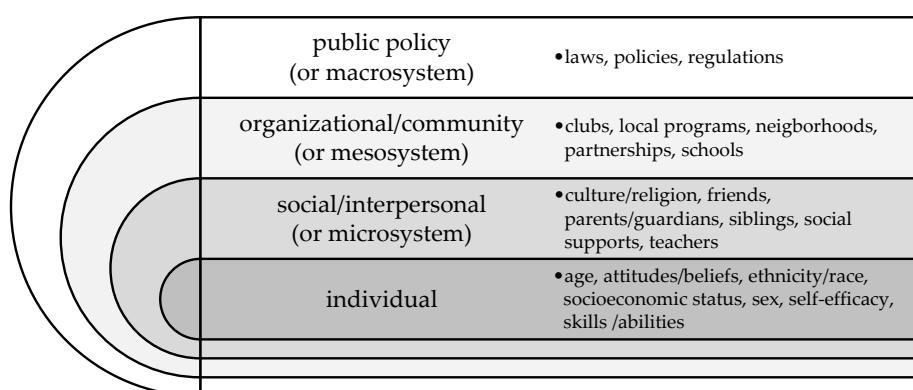 public policy
(or macrosystem)
•laws, policies, regulations
organizational/community
(or mesosystem)
•clubs, local programs, neigborhoods,
partnerships, schools
social/interpersonal
(or microsystem)
•culture/religion, friends,
parents/guardians, siblings, social
supports, teachers
individual
•age, attitudes/beliefs, ethnicity/race,
socioeconomic status, sex, self-efficacy,
skills /abilities